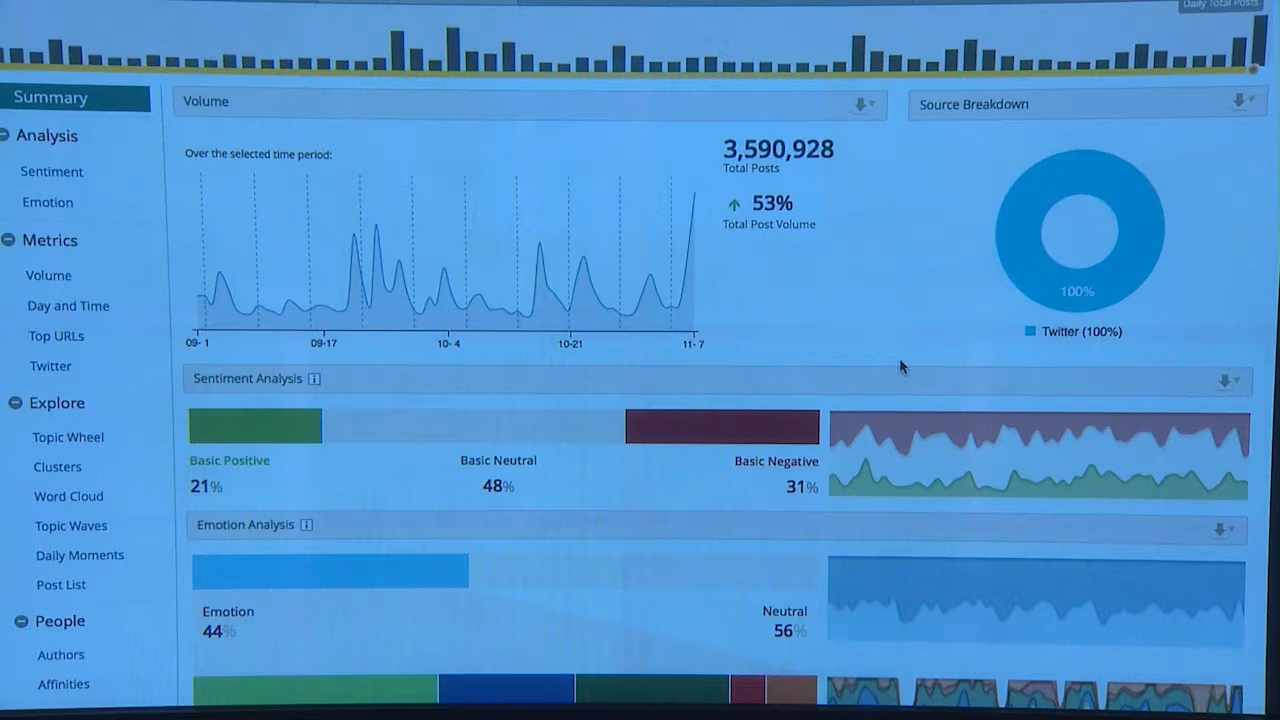 Daily Total Posts
Summary
Analysis
Sentiment
Emotion
Metrics
Volume
Day and Time
Top URLs
Twitter
Explore
Topic Wheel
Clusters
Word Cloud
Topic Waves
Daily Moments
Post List
People
Authors
Affinities
Volume
Over the selected time period:
09- 1 09-17 10- 4 10-21 11- 7
3,590,928
Total Posts
53%
Total Post Volume
Source Breakdown
100%
Twitter (100%)
Sentiment Analysis i
Basic Positive Basic Neutral Basic Negative
21% 48% 31%
Emotion Analysis i
Emotion Neutral
44% 56%